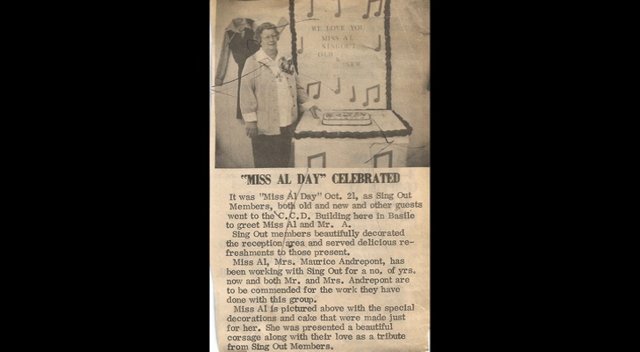 WE LOVE YOU
MISS AL
OLD
"MISS AL DAY" CELEBRATED
It was "Miss Al Day" Oct. 21, as Sing Out
Members, both old and new and other guests
went to the C.C.D. Building here in Basile
to greet Miss Al and Mr. A.
Sing Out members beautifully decorated
the reception area and served delicious re-
freshments to those present.
Miss Al, Mrs. Maurice Andrepont, has
been working with Sing Out for a no. of yrs.
now and both Mr. and Mrs. Andrepont are
to be commended for the work they have
done with this group.
Miss Al is pictured above with the special
decorations and cake that were made just
for her. She was presented a beautiful
corsage along with their love as a tribute
from Sing Out Members.